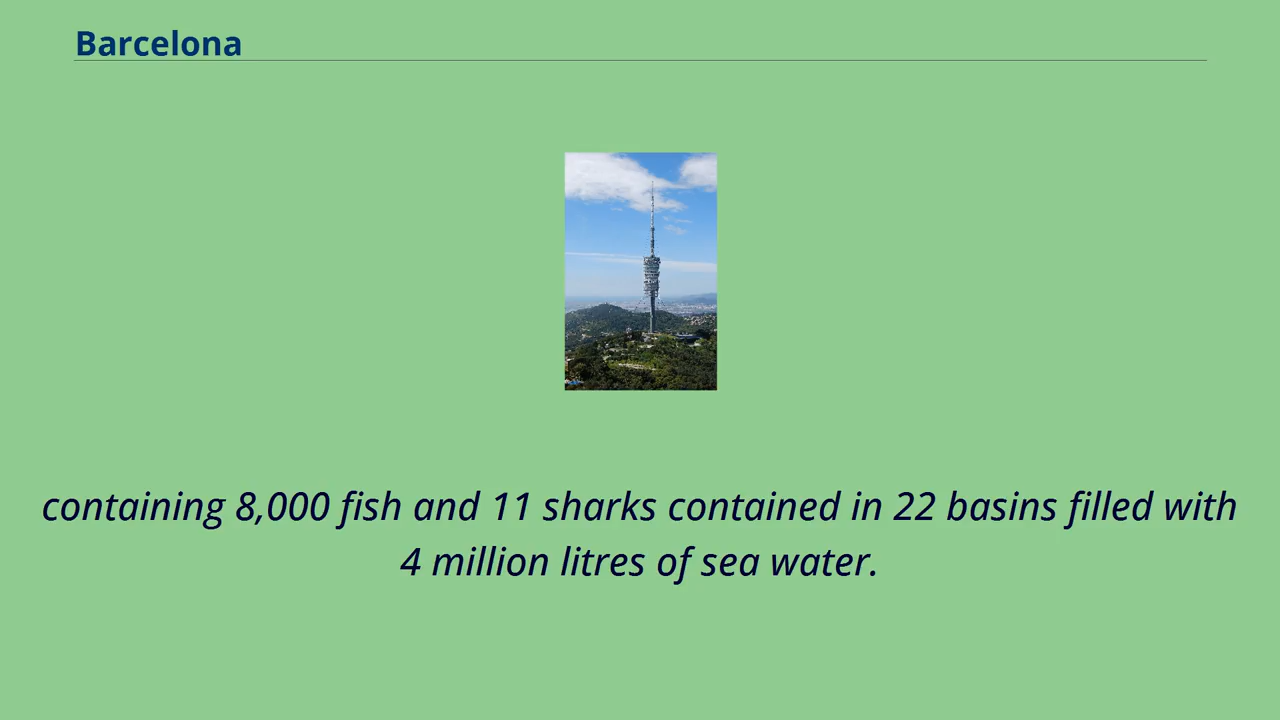 Barcelona
containing 8,000 fish and 11 sharks contained in 22 basins filled with
4 million litres of sea water.